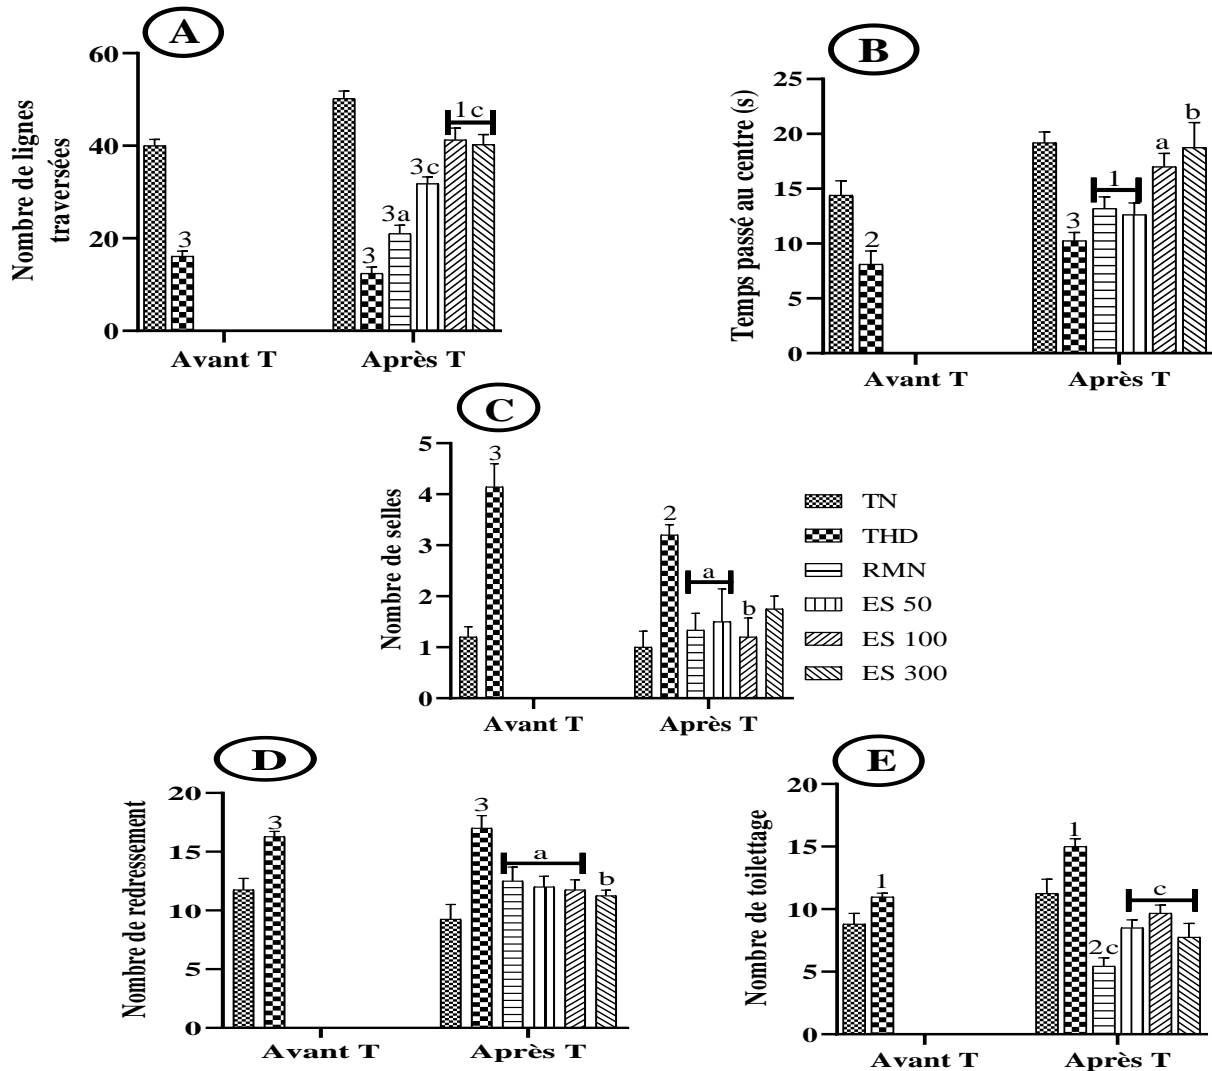 A
60
40
20
0
Nombre de lignes
traversées
3
3
3a
3c
1c
Avant T
Après T
B
25
20
15
10
5
0
Temps passé au centre (s)
2
3
1
a
b
Avant T
Après T
C
5
4
3
2
1
0
Nombre de selles
3
2
a
b
Avant T
Après T
TN
THD
RMN
ES 50
ES 100
ES 300
D
20
15
10
5
0
Nombre de redressement
3
3
a
b
Avant T
Après T
E
20
15
10
5
0
Nombre de toilettage
1
1
2c
c
Avant T
Après T